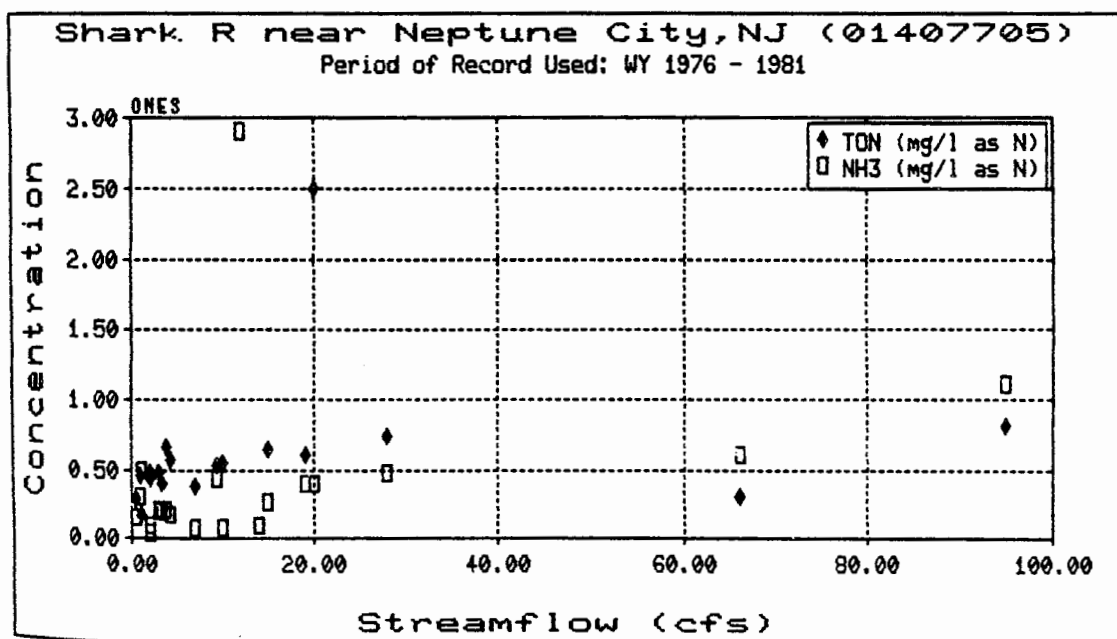 Shark R near Neptune City, NJ (01407705)
Period of Record Used: WY 1976 - 1981
ONES
3.00
2.50
2.00
1.50
1.00
0.50
0.00
Concentration
TON (mg/l as N)
NH3 (mg/l as N)
0.00 20.00 40.00 60.00 80.00 100.00
Streamflow (cfs)